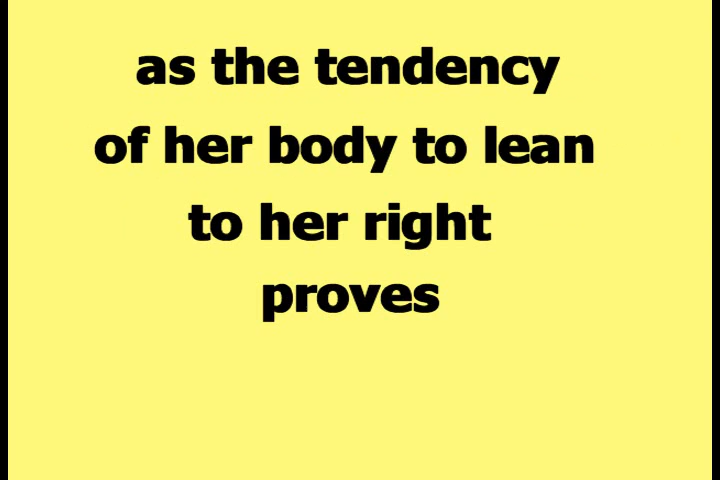 as the tendency
of her body to lean
to her right
proves